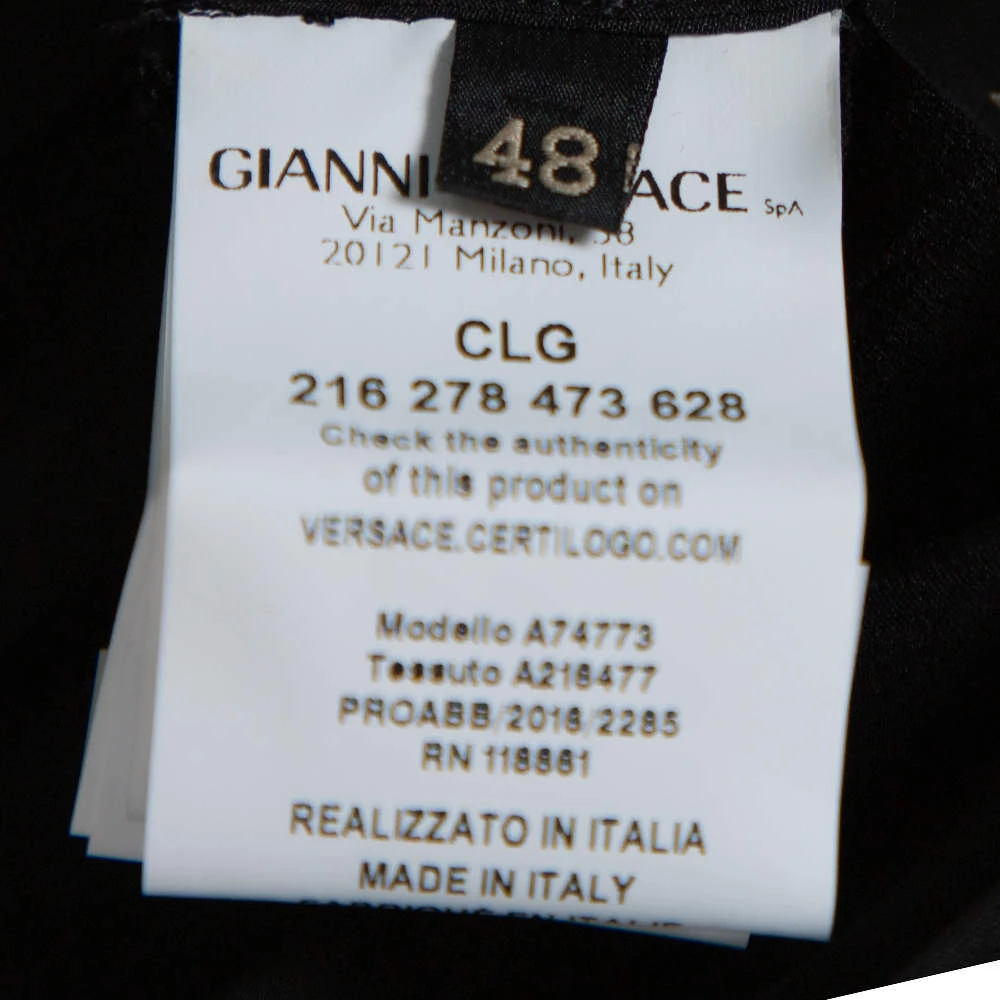 48
GIANNI ACE SpA
Via Manzoni, 38
20121 Milano, Italy
CLG
216 278 473 628
Check the authenticity
of this product on
VERSACE.CERTILOGO.COM
Modello A74773
Tessuto A218477
PROABB/2016/2285
RN 118861
REALIZZATO IN ITALIA
MADE IN ITALY